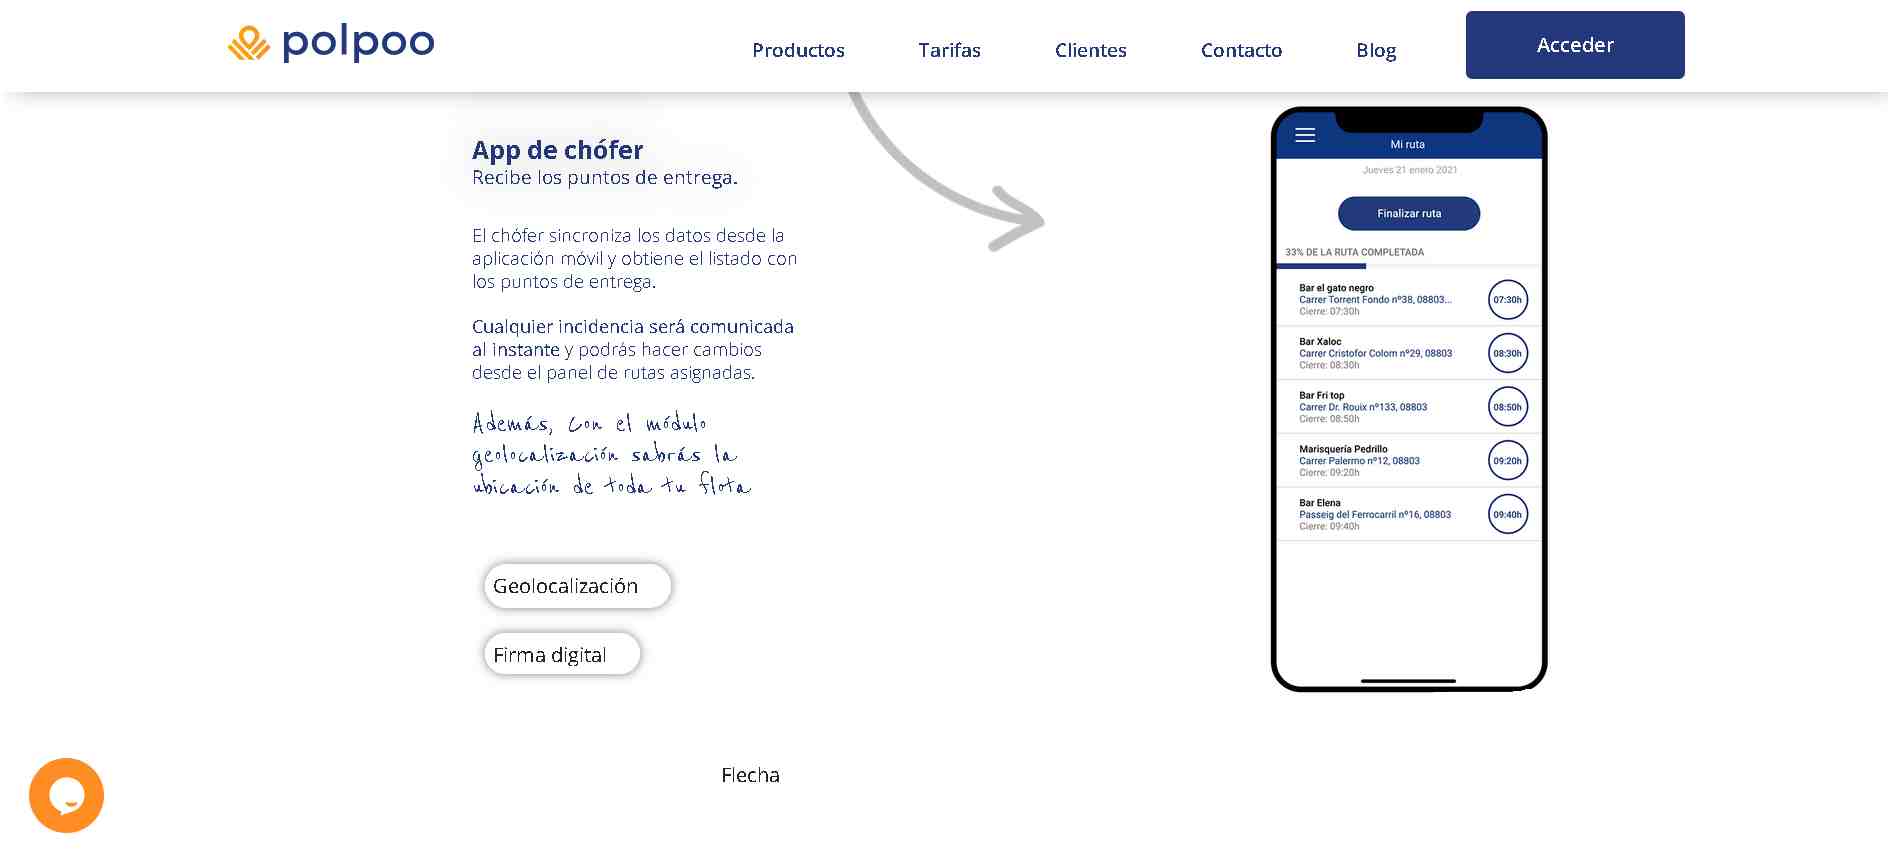 polpoo
Productos
Tarifas
Clientes
Contacto
Blog
Acceder
App de chófer
Recibe los puntos de entrega.
El chófer sincroniza los datos desde la
aplicación móvil y obtiene el listado con
los puntos de entrega.
Cualquier incidencia será comunicada
al instante y podrás hacer cambios
desde el panel de rutas asignadas.
Además, con el módulo
geolocalización sabrás la
ubicación de toda tu flota
Geolocalización
Firma digital
Flecha
Mi ruta
Jueves 21 enero 2021
Finalizar ruta
33% DE LA RUTA COMPLETADA
Bar el gato negro
Carrer Torrent Fondo nº38, 08803...
Cierre: 07:30h
07:30h
Bar Xaloc
Carrer Cristofor Colom nº29, 08803
Cierre: 08:30h
08:30h
Bar Fri top
Carrer Dr. Rouix nº133, 08803
Cierre: 08:50h
08:50h
Marisquería Pedrillo
Carrer Palermo nº12, 08803
Cierre: 09:20h
09:20h
Bar Elena
Passeig del Ferrocarril nº16, 08803
Cierre: 09:40h
09:40h